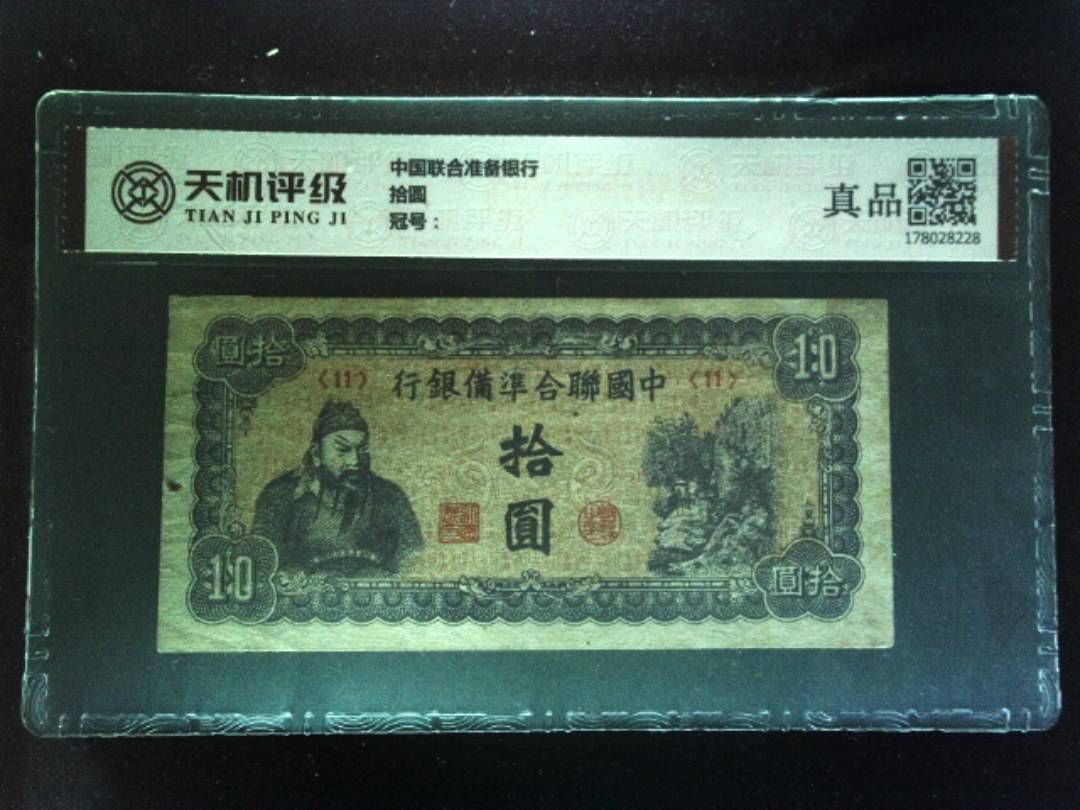 天机评级
TIAN JI PING JI
中国联合准备银行
拾圆
冠号：
真品
178028228
圓拾
10
〈11〉
行銀備準合聯國中
〈11〉
拾
圓
10
圓拾